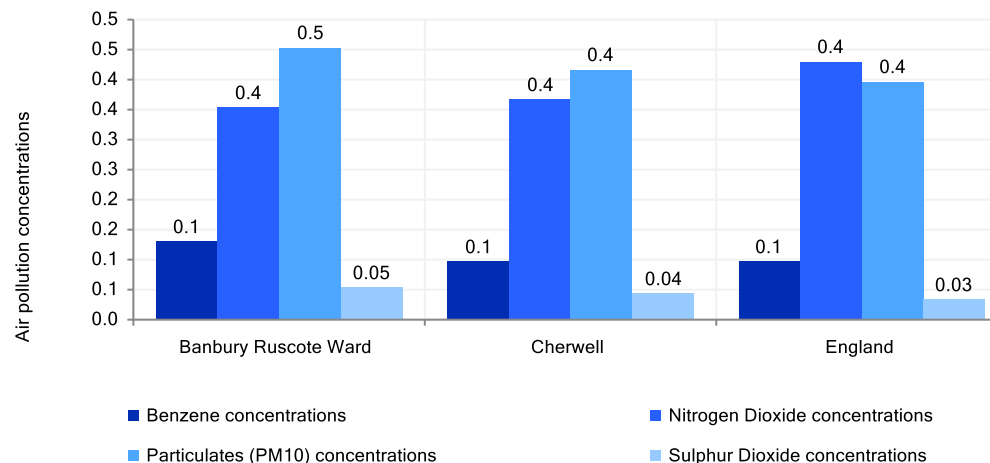 Air pollution concentrations
0.5
0.5
0.4
0.4
0.3
0.3
0.2
0.2
0.1
0.1
0.0
0.1
0.4
0.5
0.05
0.1
0.4
0.4
0.04
0.1
0.4
0.4
0.03
Banbury Ruscote Ward
Cherwell
England
Benzene concentrations
Nitrogen Dioxide concentrations
Particulates (PM10) concentrations
Sulphur Dioxide concentrations